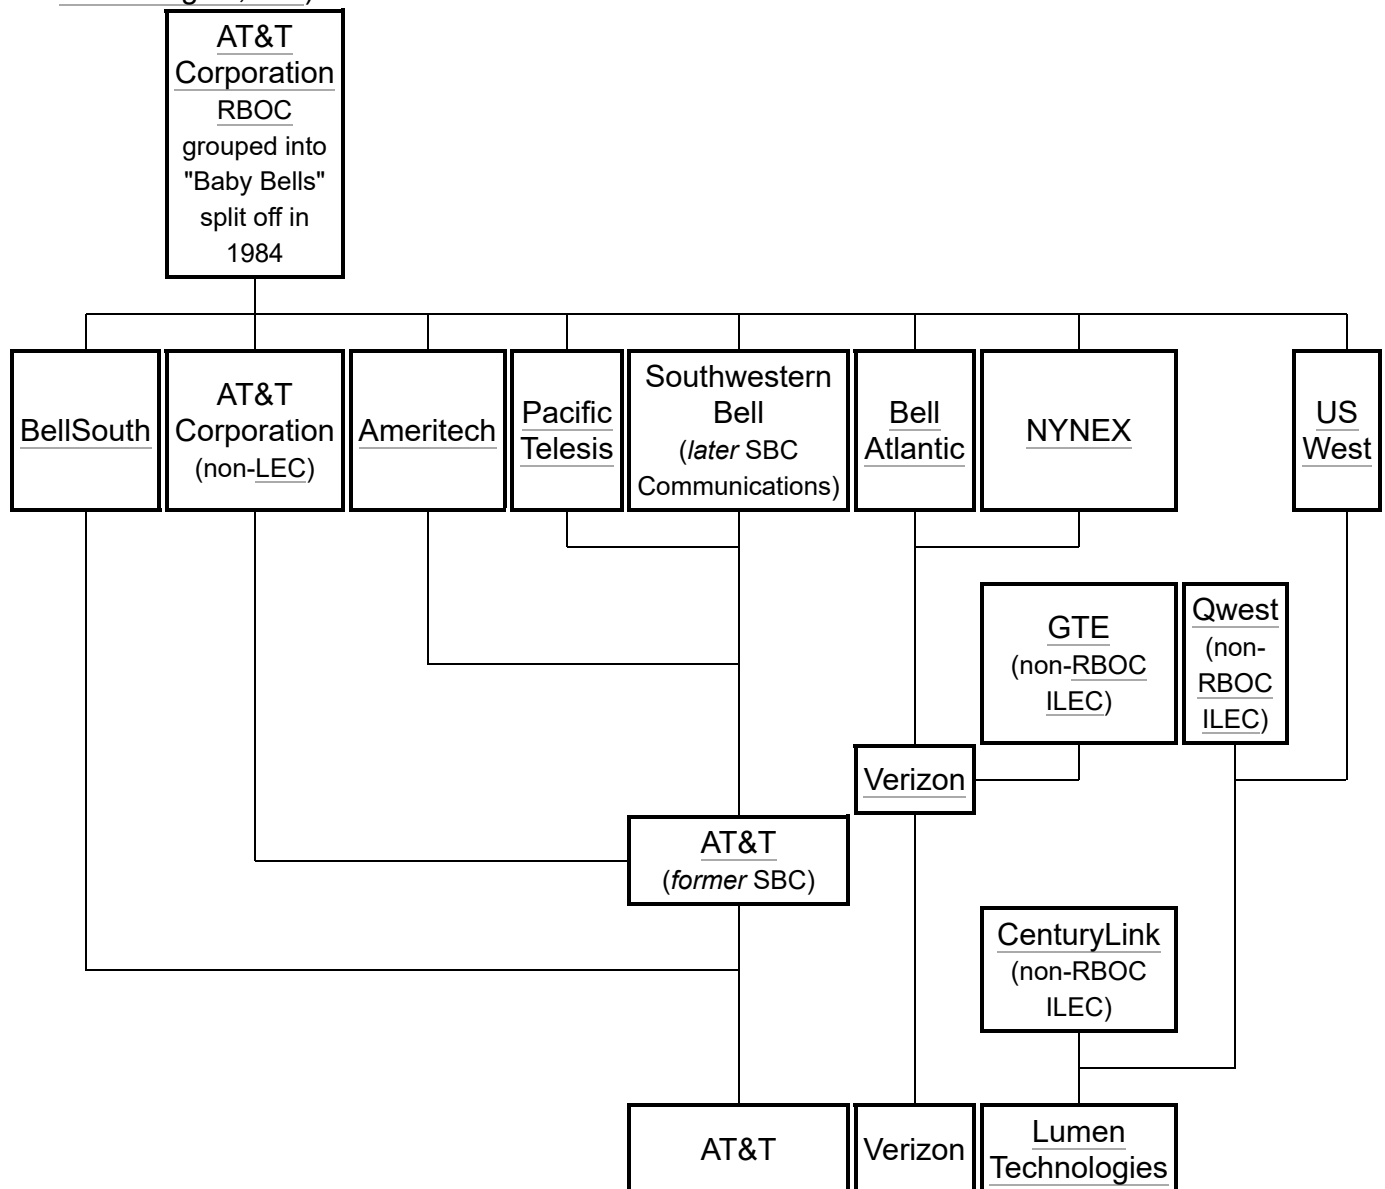 AT&T
Corporation
RBOC
grouped into
"Baby Bells"
split off in
1984
BellSouth
AT&T
Corporation
(non-LEC)
Ameritech
Pacific
Telesis
Southwestern
Bell
(later SBC
Communications)
Bell
Atlantic
NYNEX
US
West
GTE
(non-RBOC
ILEC)
Qwest
(non-
RBOC
ILEC)
Verizon
AT&T
(former SBC)
CenturyLink
(non-RBOC
ILEC)
AT&T
Verizon
Lumen
Technologies